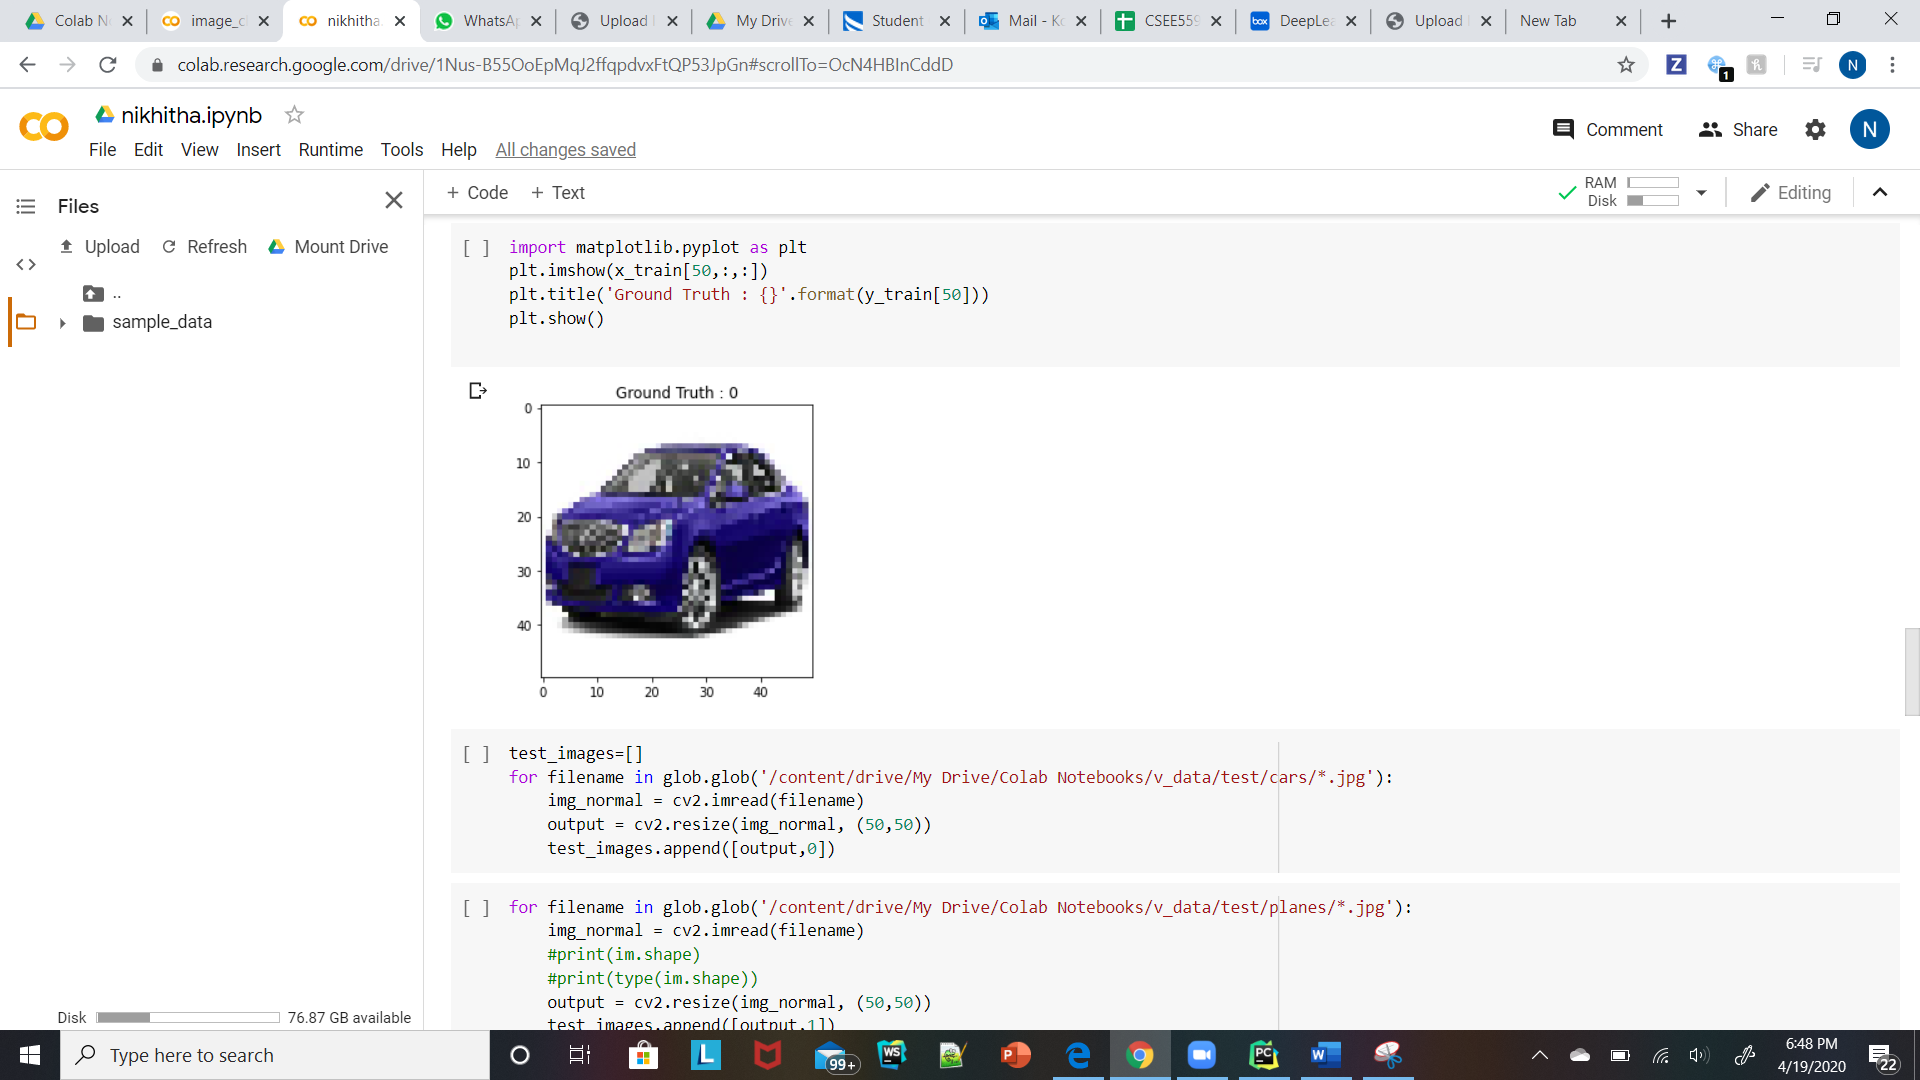 Colab N
image_c
nikhitha.
WhatsAp
Upload
My Drive
Student
Mail - Ko
CSEE559
box
DeepLea
Upload
New Tab
colab.research.google.com/drive/1Nus-B55OoEpMqJ2ffqpdvxFtQP53JpGn#scrollTo=OcN4HBInCddD
Z
1
h
N
nikhitha.ipynb
Comment
Share
N
File Edit View Insert Runtime Tools Help All changes saved
Files
+ Code + Text
RAM
Disk
Editing
Upload Refresh Mount Drive
..
sample_data
[ ] import matplotlib.pyplot as plt
plt.imshow(x_train[50,:,:])
plt.title('Ground Truth : {}'.format(y_train[50]))
plt.show()
Ground Truth : 0
0
10
20
30
40
0 10 20 30 40
[ ] test_images=[]
for filename in glob.glob('/content/drive/My Drive/Colab Notebooks/v_data/test/cars/*.jpg'):
img_normal = cv2.imread(filename)
output = cv2.resize(img_normal, (50,50))
test_images.append([output,0])
[ ] for filename in glob.glob('/content/drive/My Drive/Colab Notebooks/v_data/test/planes/*.jpg'):
img_normal = cv2.imread(filename)
#print(im.shape)
#print(type(im.shape))
output = cv2.resize(img_normal, (50,50))
test_images.append([output,1])
Disk 76.87 GB available
Type here to search
L
99+
WS
P
PC
W
6:48 PM
4/19/2020
22